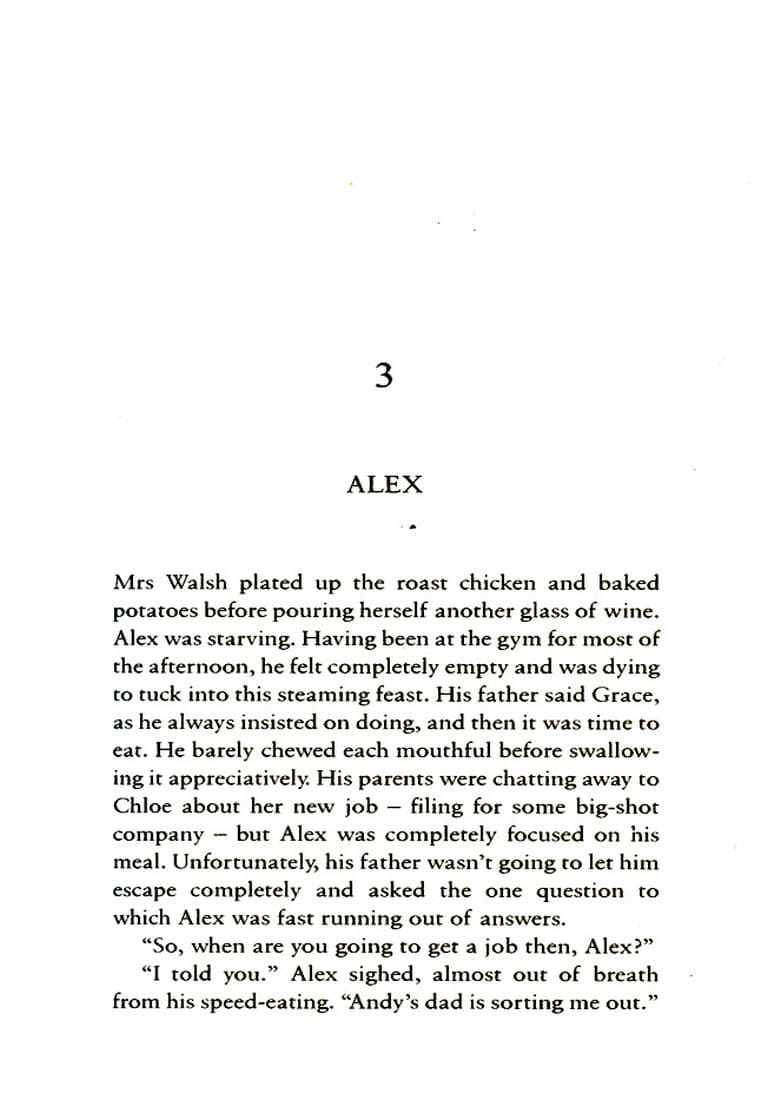 3
ALEX
Mrs Walsh plated up the roast chicken and baked
potatoes before pouring herself another glass of wine.
Alex was starving. Having been at the gym for most of
the afternoon, he felt completely empty and was dying
to tuck into this steaming feast. His father said Grace,
as he always insisted on doing, and then it was time to
eat. He barely chewed each mouthful before swallow-
ing it appreciatively. His parents were chatting away to
Chloe about her new job – filing for some big-shot
company – but Alex was completely focused on his
meal. Unfortunately, his father wasn’t going to let him
escape completely and asked the one question to
which Alex was fast running out of answers.
“So, when are you going to get a job then, Alex?”
“I told you.” Alex sighed, almost out of breath
from his speed-eating. “Andy’s dad is sorting me out.”